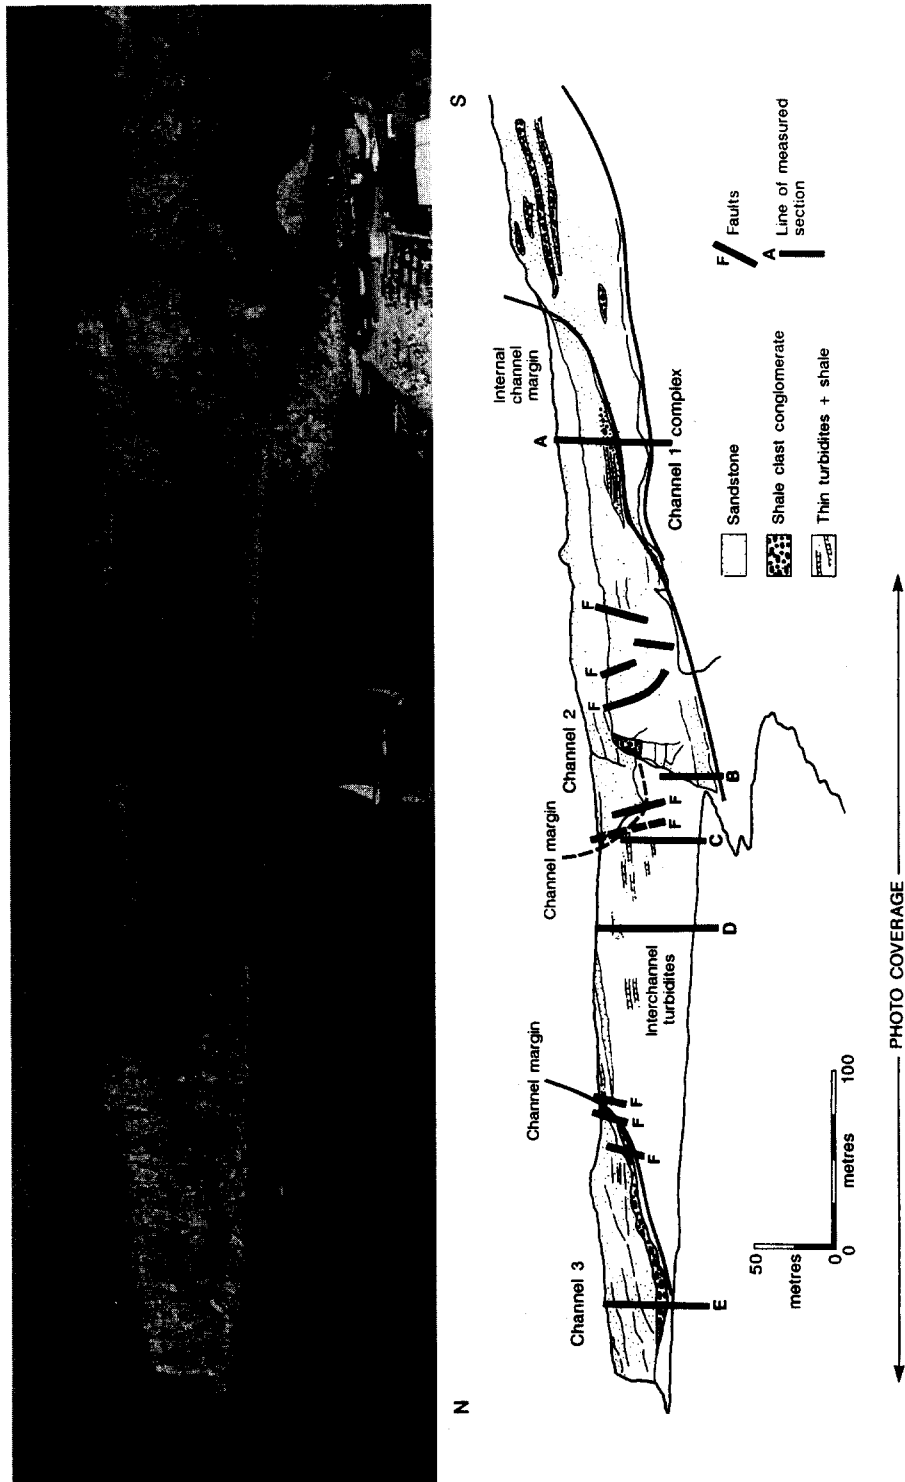 N
S
Channel 3
Channel margin
Interchannel
turbidites
Channel margin
Channel 2
Internal
channel
margin
Channel 1 complex
A
B
C
D
E
F
F
F
F
F
F
F
F
50
metres
0
0
metres
100
Sandstone
Shale clast conglomerate
Thin turbidites + shale
F
Faults
A
Line of measured
section
PHOTO COVERAGE